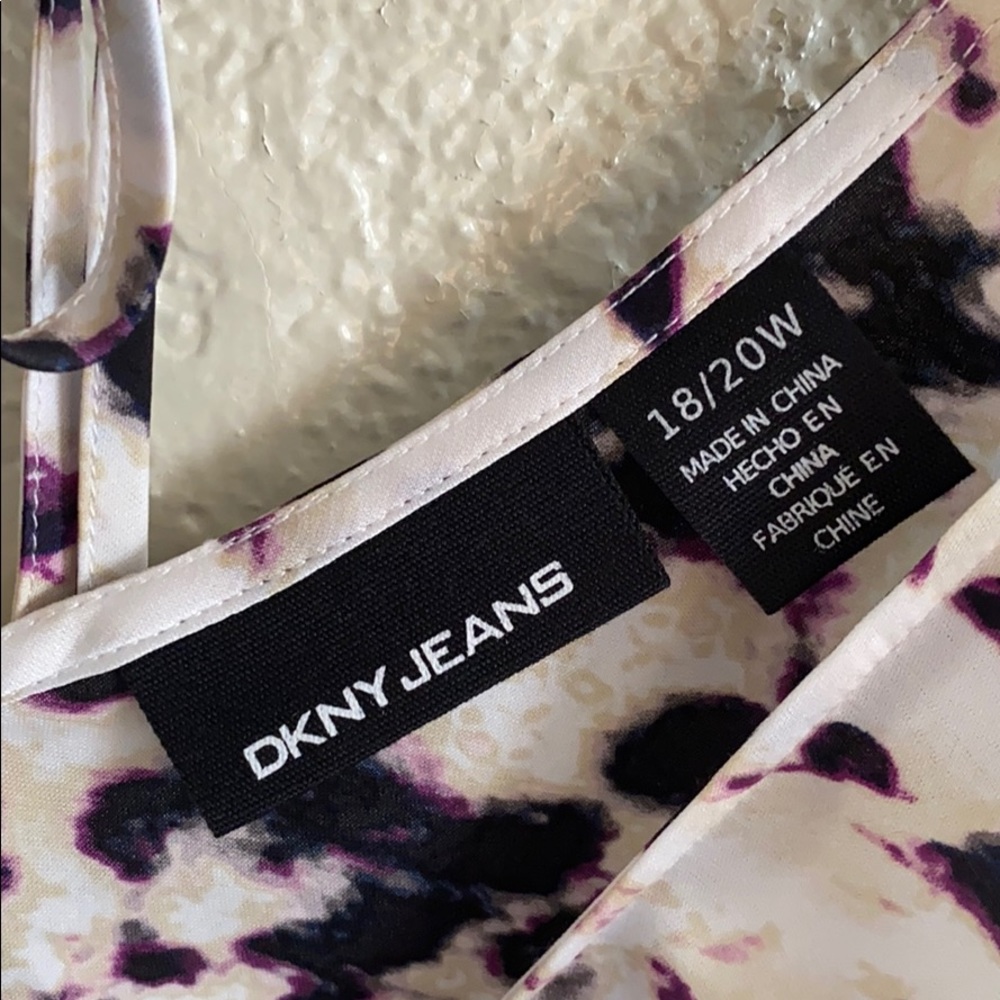 DKNY JEANS
18/20W
MADE IN CHINA
HECHO EN
CHINA
FABRIQUÉ EN
CHINE